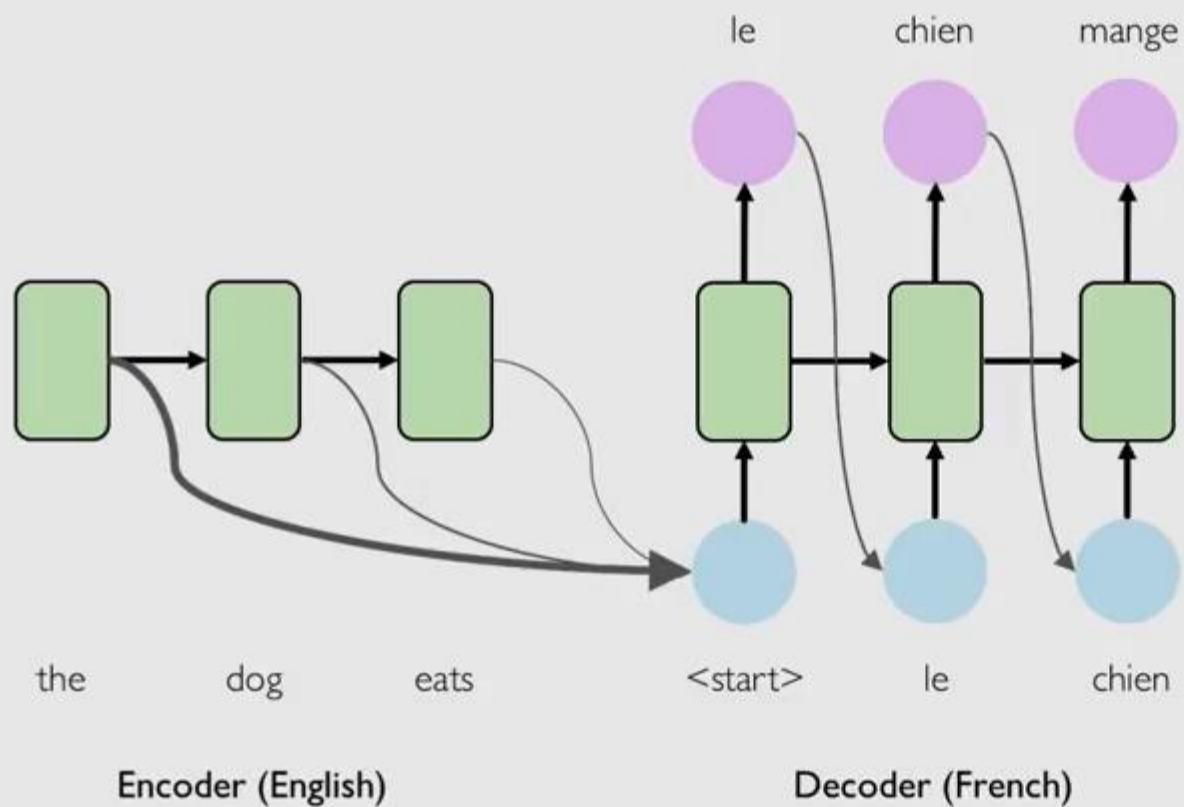 le chien mange
the dog eats <start> le chien
Encoder (English) Decoder (French)